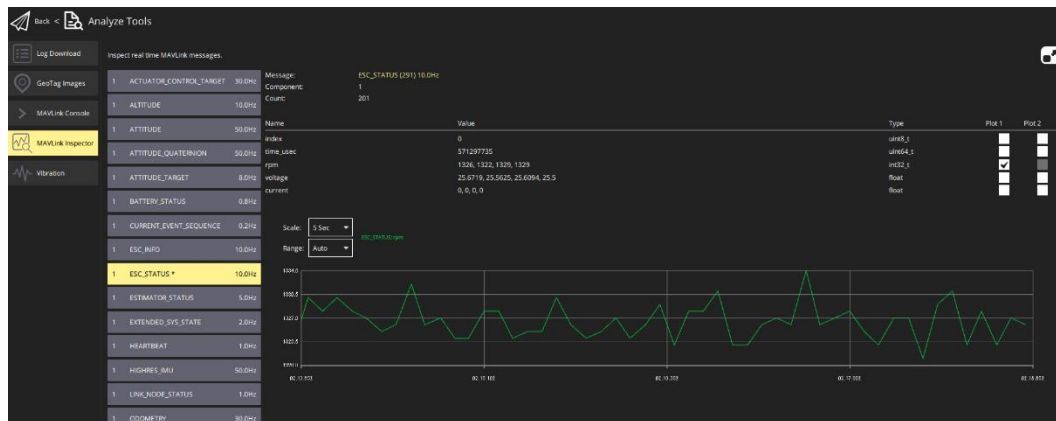 Back < Analyze Tools
Log Download
GeoTag Images
MAVLink Console
MAVLink Inspector
Vibration
Inspect real time MAVLink messages.
1 ACTUATOR_CONTROL_TARGET 30.0Hz
1 ALTITUDE 10.0Hz
1 ATTITUDE 50.0Hz
1 ATTITUDE_QUATERNION 50.0Hz
1 ATTITUDE_TARGET 8.0Hz
1 BATTERY_STATUS 0.8Hz
1 CURRENT_EVENT_SEQUENCE 0.2Hz
1 ESC_INFO 10.0Hz
1 ESC_STATUS * 10.0Hz
1 ESTIMATOR_STATUS 5.0Hz
1 EXTENDED_SYS_STATE 2.0Hz
1 HEARTBEAT 1.0Hz
1 HIGHRES_IMU 50.0Hz
1 LINK_NODE_STATUS 1.0Hz
1 ODOMETRY 30.0Hz
Message: ESC_STATUS (291) 10.0Hz
Component: 1
Count: 201
Name Value Type Plot 1 Plot 2
index 0 uint8_t
time_usec 571297735 uint64_t
rpm 1326, 1322, 1329, 1329 int32_t
voltage 25.6719, 25.5625, 25.6094, 25.5 float
current 0, 0, 0, 0 float
Scale: 5 Sec
ESC_STATUS: rpm
Range: Auto
1327.0